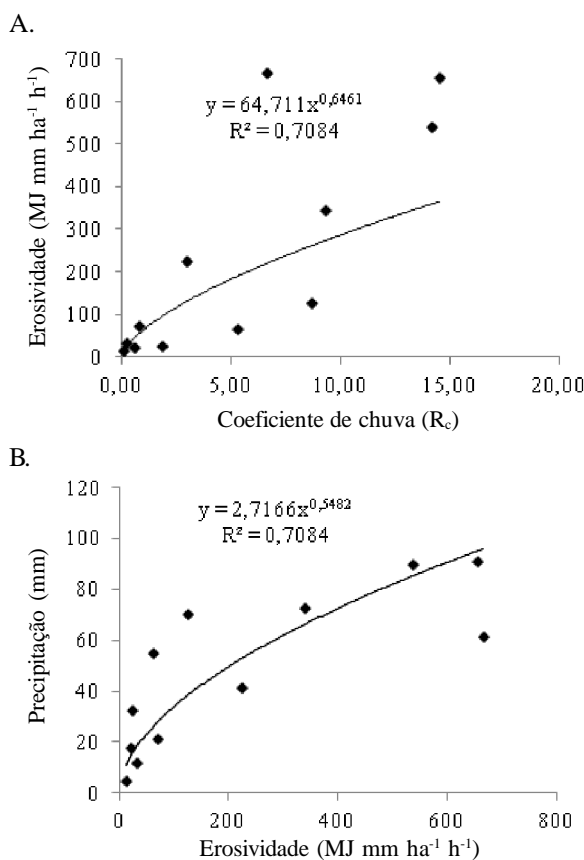 A.
Erosividade (MJ mm ha⁻¹ h⁻¹)
700
600
500
400
300
200
100
0
y = 64,711x^0,6461
R² = 0,7084
0,00 5,00 10,00 15,00 20,00
Coeficiente de chuva (R_c)
B.
Precipitação (mm)
120
100
80
60
40
20
0
y = 2,7166x^0,5482
R² = 0,7084
0 200 400 600 800
Erosividade (MJ mm ha⁻¹ h⁻¹)